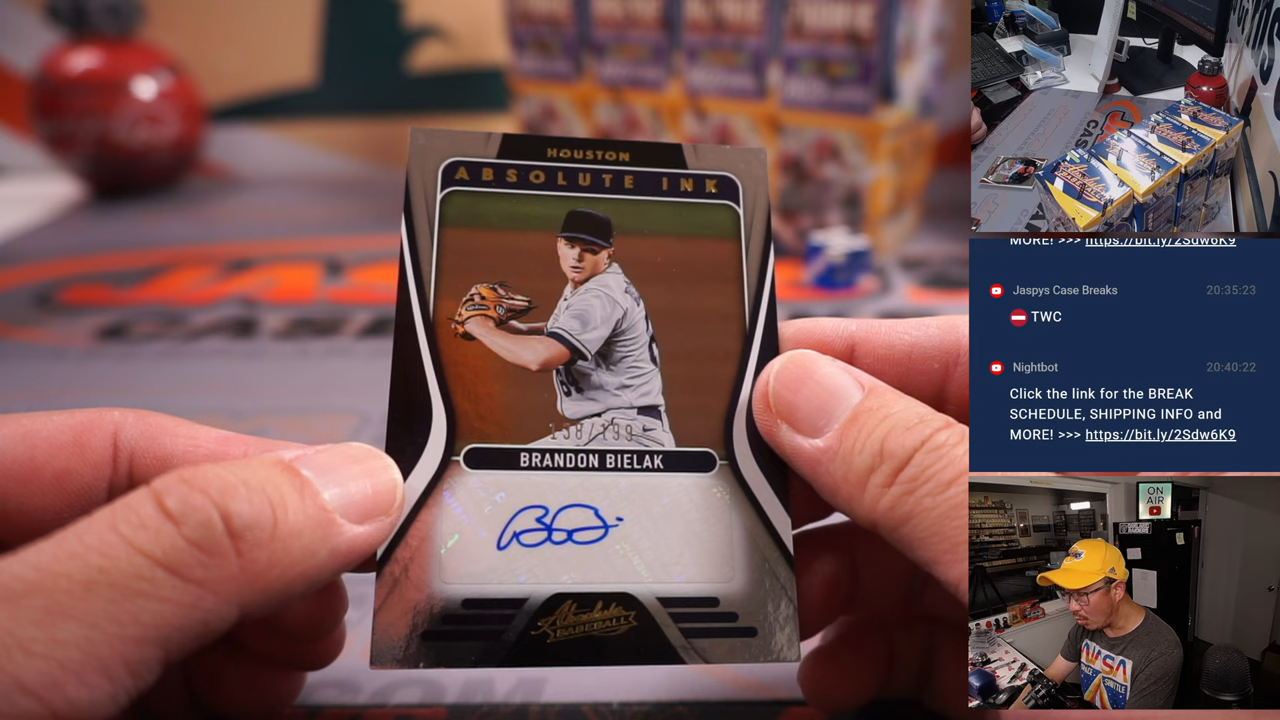 HOUSTON
ABSOLUTE INK
138/199
BRANDON BIELAK
Absolute
BASEBALL
MORE! >>> https://bit.ly/2Sdw6K9
Jaspys Case Breaks 20:35:23
TWC
Nightbot 20:40:22
Click the link for the BREAK
SCHEDULE, SHIPPING INFO and
MORE! >>> https://bit.ly/2Sdw6K9
ON
AIR
NASA
SHUTTLE